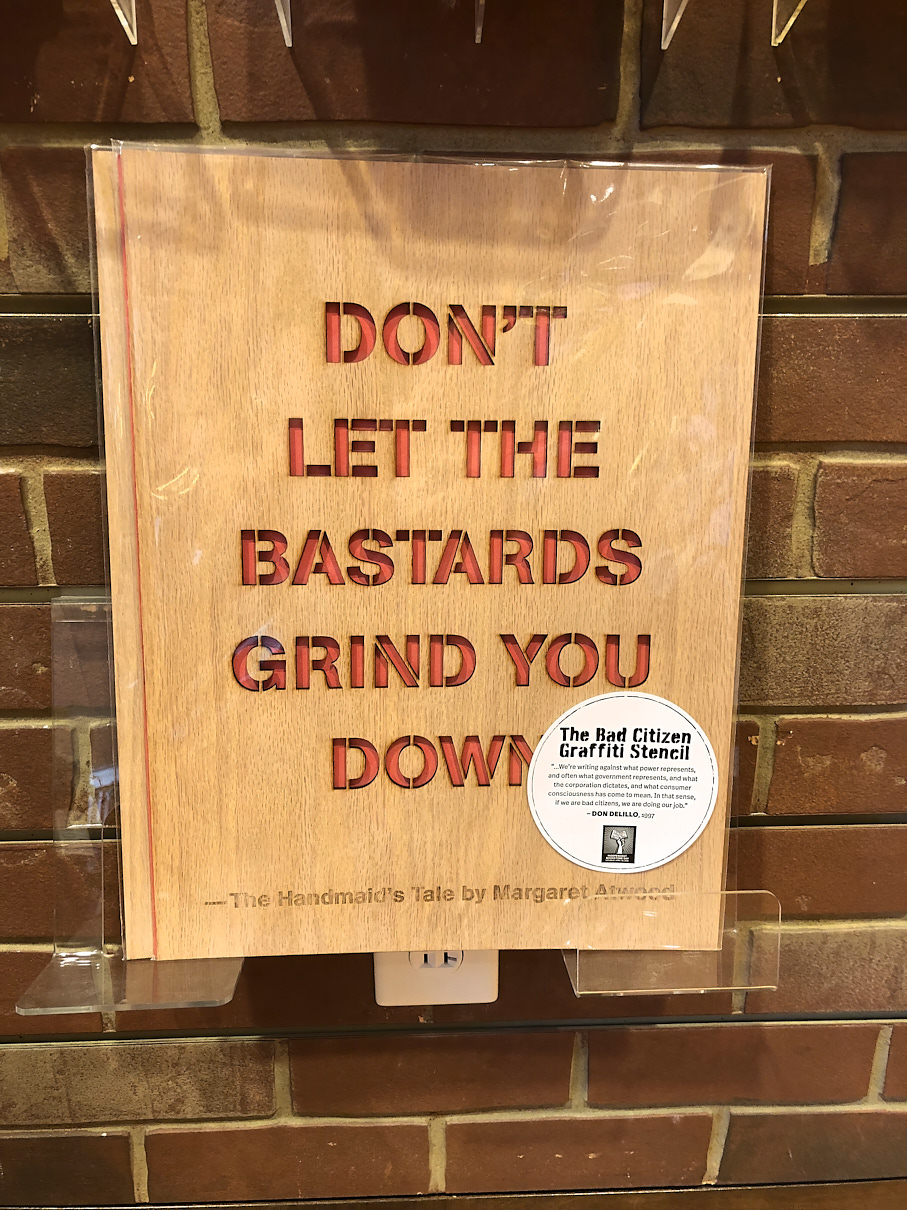 DON'T
LET THE
BASTARDS
GRIND YOU
DOWN
The Bad Citizen
Graffiti Stencil
"...We're writing against what power represents,
and often what government represents, and what
the corporation dictates, and what consumer
consciousness has come to mean. In that sense,
if we are bad citizens, we are doing our job."
– DON DELILLO, 1997
— The Handmaid's Tale by Margaret Atwood